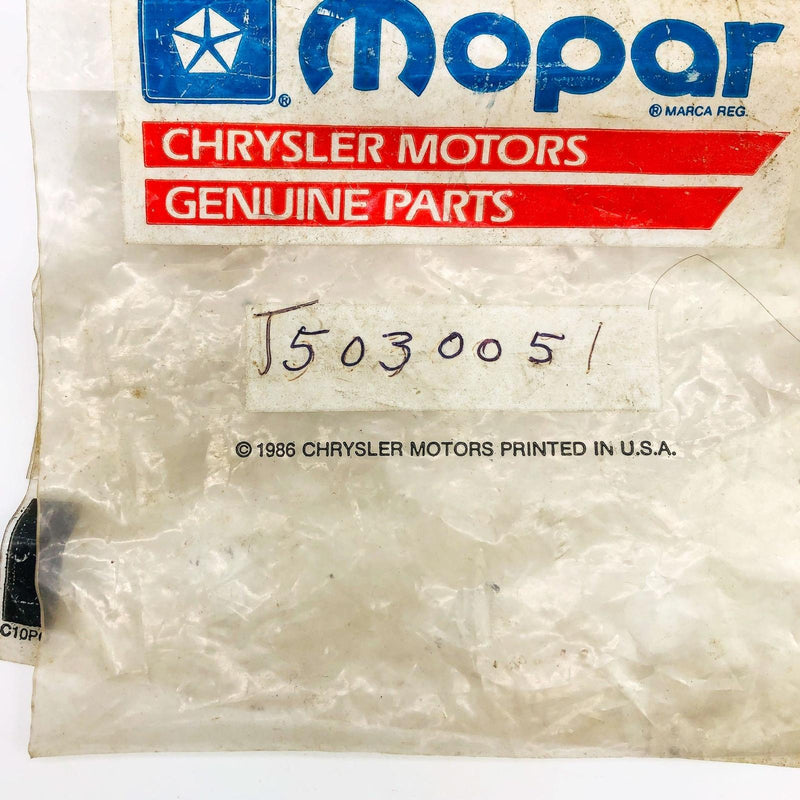 Mopar
® ® MARCA REG.
CHRYSLER MOTORS
GENUINE PARTS
J5030051
© 1986 CHRYSLER MOTORS PRINTED IN U.S.A.